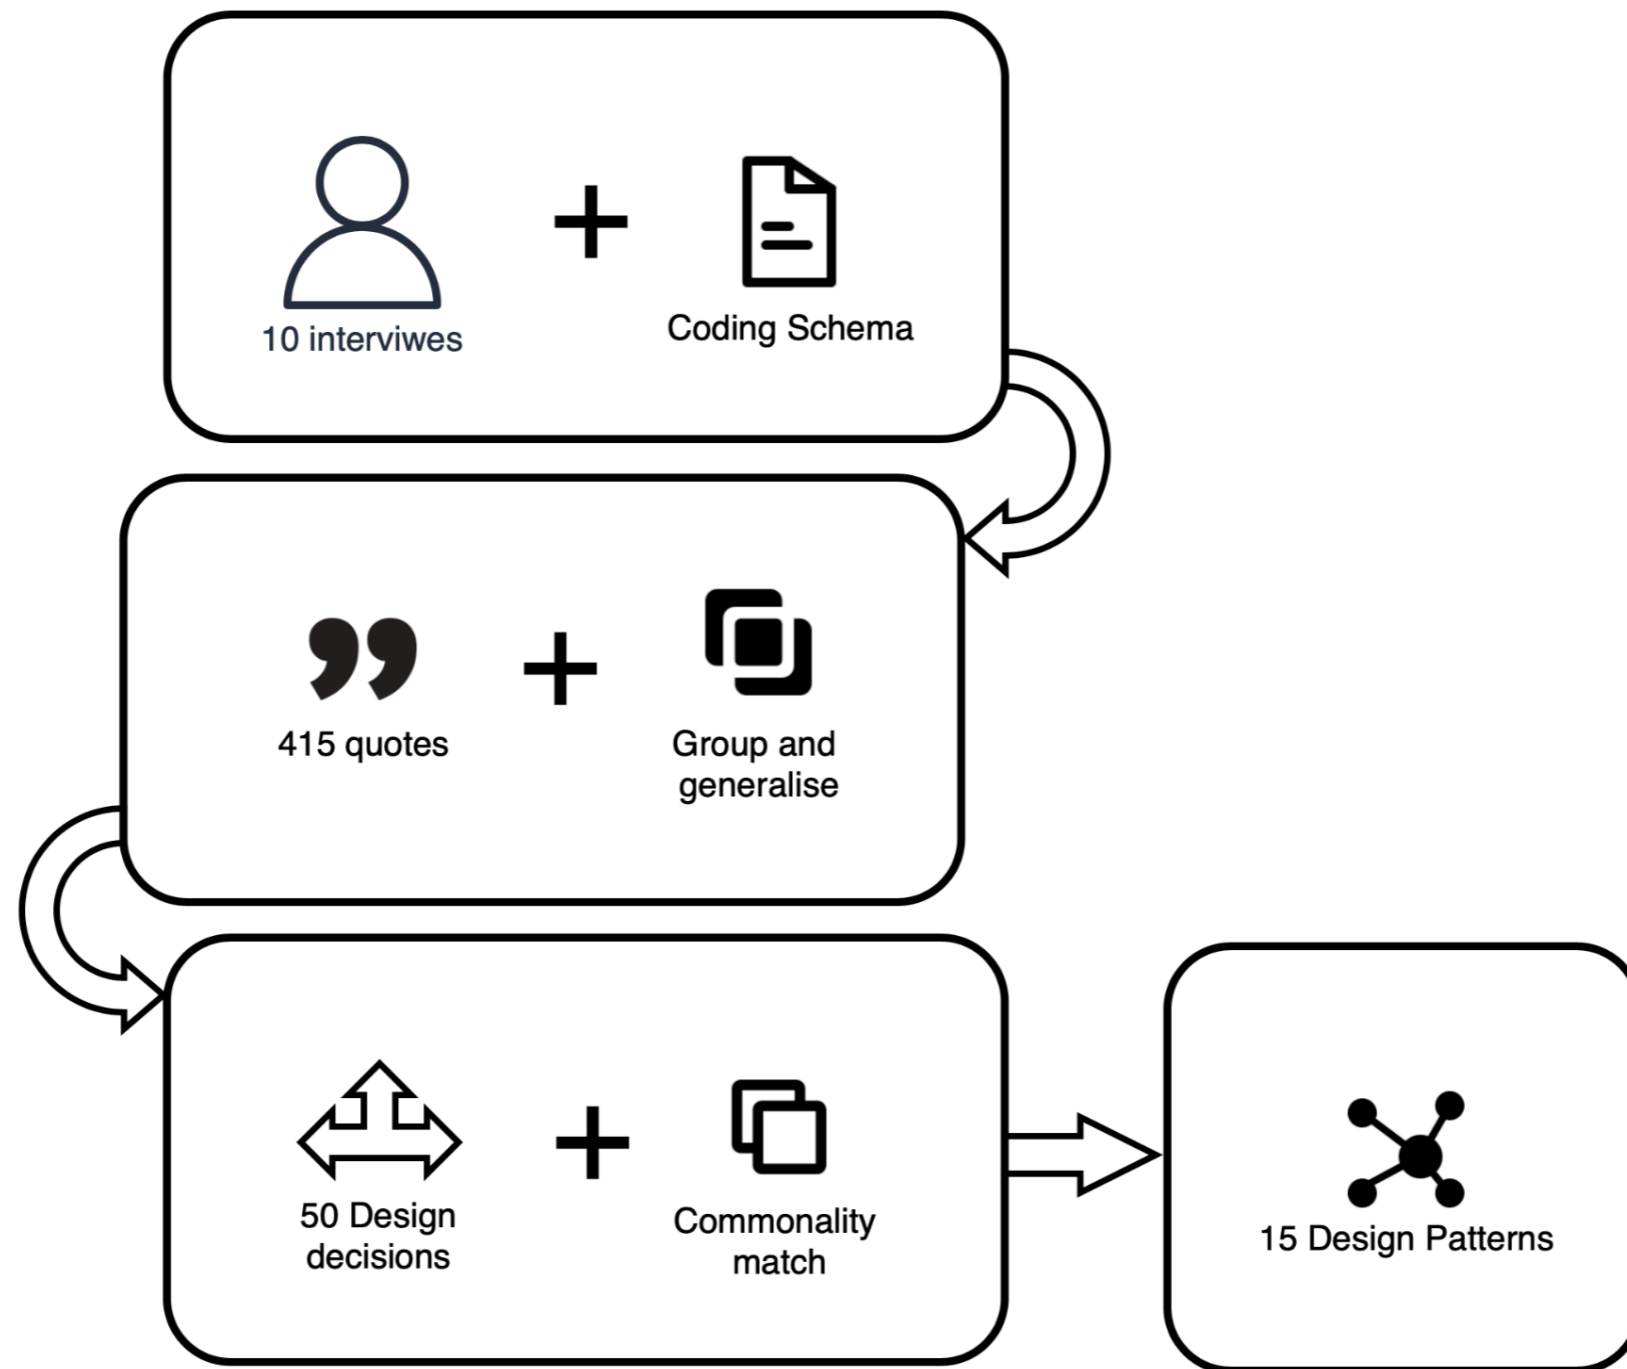 10 interviwes
Coding Schema
415 quotes
Group and
generalise
50 Design
decisions
Commonality
match
15 Design Patterns